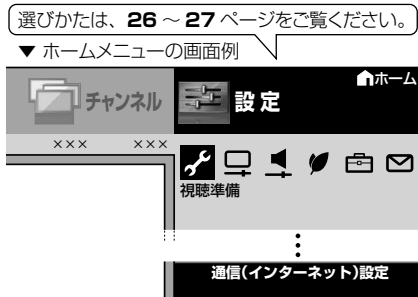 選びかたは、26～27ページをご覧ください。
▼ ホームメニューの画面例
ホーム
チャンネル
設定
××× ×××
視聴準備
通信(インターネット)設定